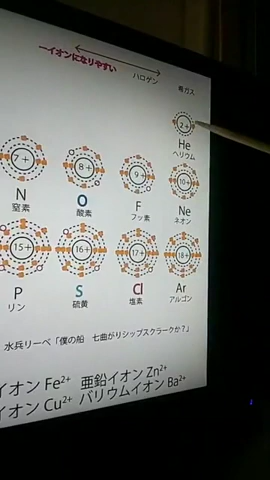 ーイオンになりやすい
ハロゲン
希ガス
2+
He
ヘリウム
7+
8+
9+
10+
N
O
F
Ne
窒素
酸素
フッ素
ネオン
15+
16+
17+
18+
P
S
Cl
Ar
リン
硫黄
塩素
アルゴン
水兵リーベ「僕の船 七曲がりシップスクラークか?」
イオン Fe²⁺ 亜鉛イオン Zn²⁺
イオン Cu²⁺ バリウムイオン Ba²⁺